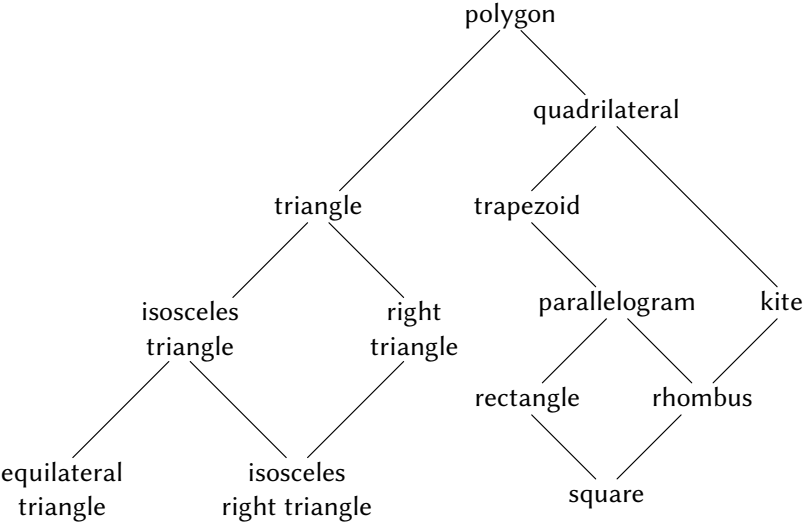 polygon
quadrilateral
triangle
trapezoid
isosceles
triangle
right
triangle
parallelogram
kite
rectangle
rhombus
equilateral
triangle
isosceles
right triangle
square